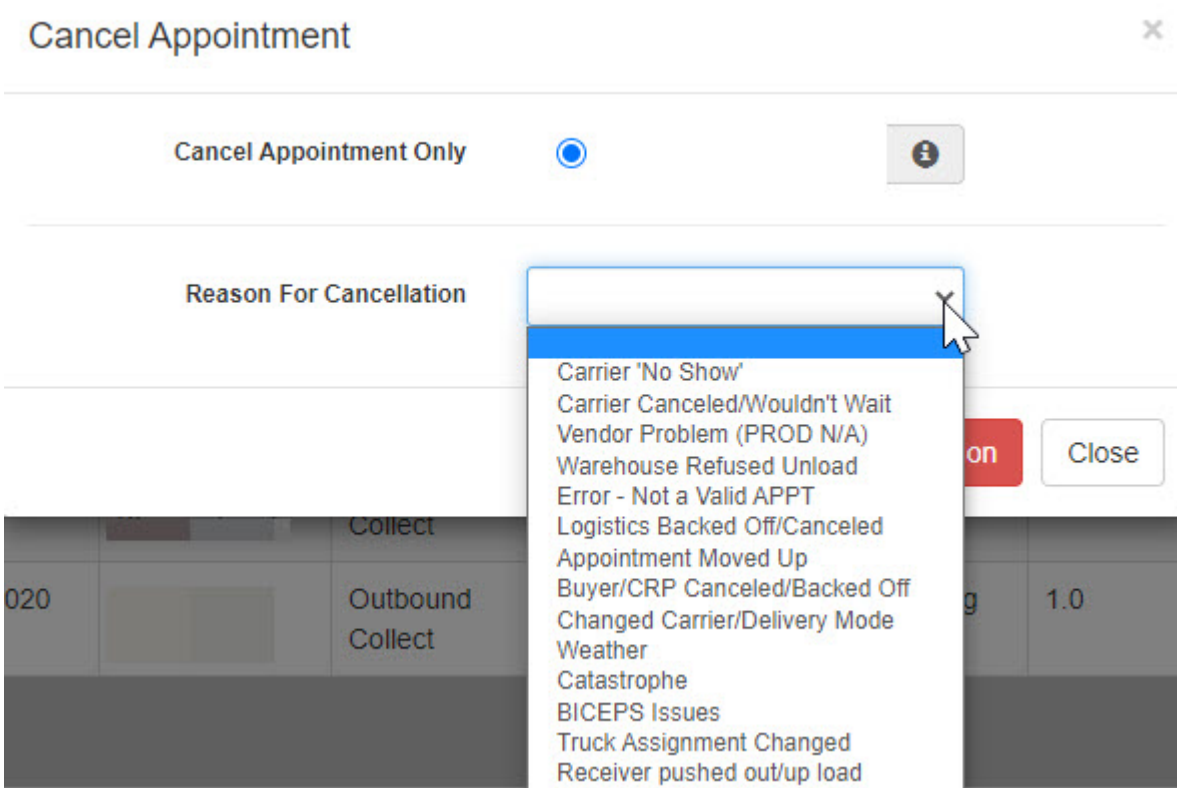 Cancel Appointment
×
Cancel Appointment Only
Reason For Cancellation
Carrier 'No Show'
Carrier Canceled/Wouldn't Wait
Vendor Problem (PROD N/A)
Warehouse Refused Unload
on Close
Error - Not a Valid APPT
Logistics Backed Off/Canceled
Collect
Appointment Moved Up
Buyer/CRP Canceled/Backed Off
020 Outbound g 1.0
Changed Carrier/Delivery Mode
Collect
Weather
Catastrophe
BICEPS Issues
Truck Assignment Changed
Receiver pushed out/up load